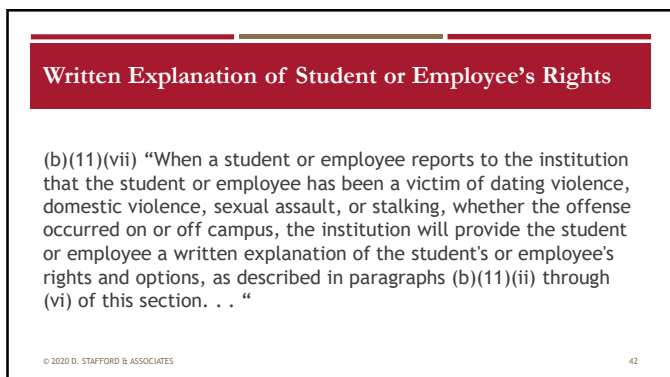 Written Explanation of Student or Employee's Rights
(b)(11)(vii) “When a student or employee reports to the institution
that the student or employee has been a victim of dating violence,
domestic violence, sexual assault, or stalking, whether the offense
occurred on or off campus, the institution will provide the student
or employee a written explanation of the student's or employee's
rights and options, as described in paragraphs (b)(11)(ii) through
(vi) of this section. . . “
© 2020 D. STAFFORD & ASSOCIATES 42